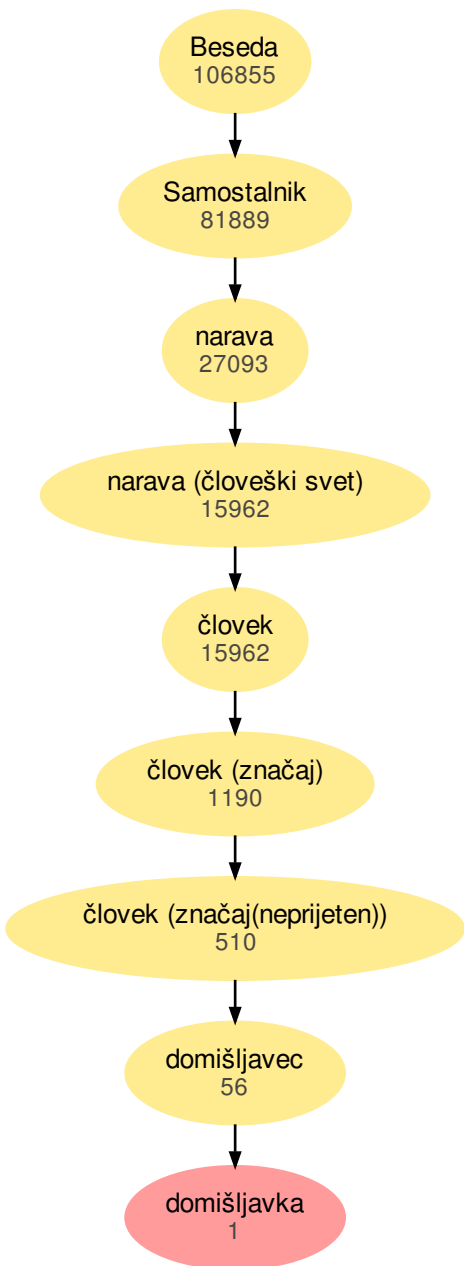 Beseda
106855
Samostalnik
81889
narava
27093
narava (človeški svet)
15962
človek
15962
človek (značaj)
1190
človek (značaj(neprijeten))
510
domišljavec
56
domišljavka
1